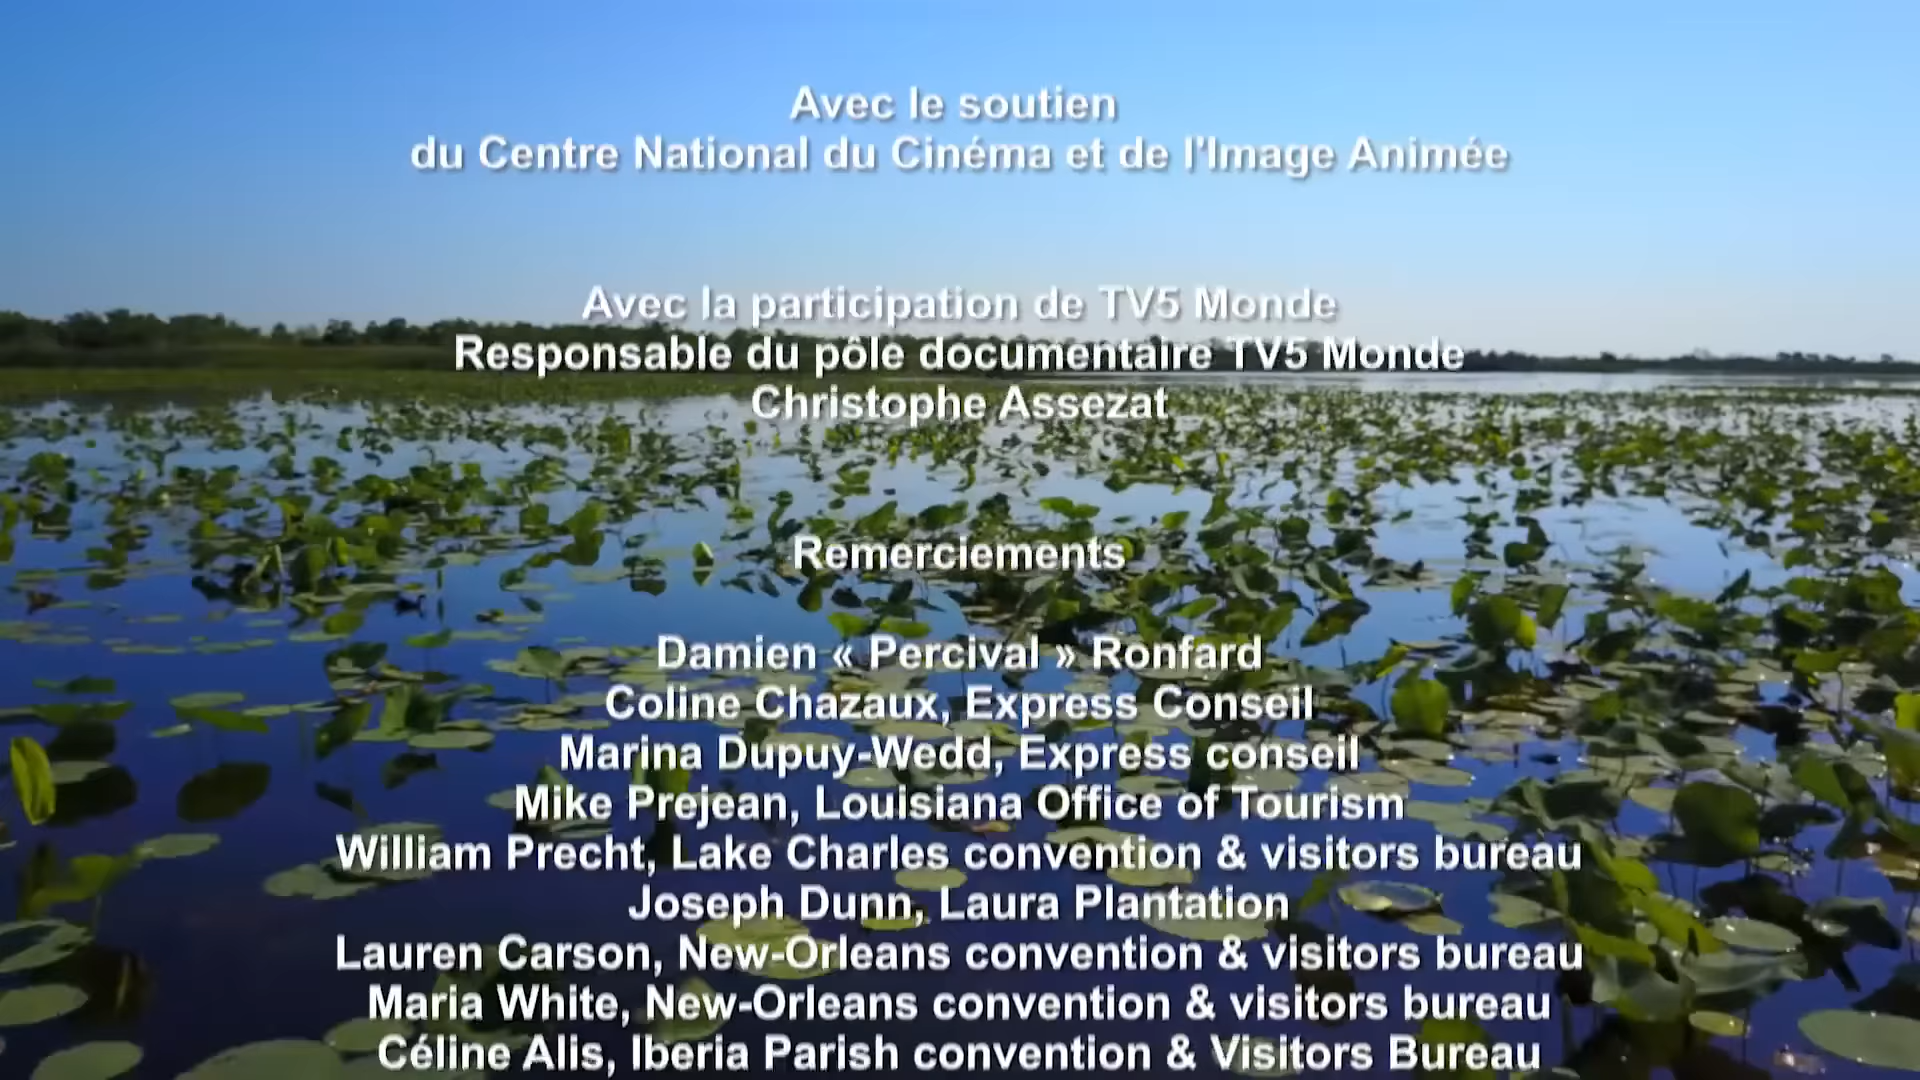 Avec le soutien
du Centre National du Cinéma et de l'Image Animée
Avec la participation de TV5 Monde
Responsable du pôle documentaire TV5 Monde
Christophe Assezat
Remerciements
Damien « Percival » Ronfard
Coline Chazaux, Express Conseil
Marina Dupuy-Wedd, Express conseil
Mike Prejean, Louisiana Office of Tourism
William Precht, Lake Charles convention & visitors bureau
Joseph Dunn, Laura Plantation
Lauren Carson, New-Orleans convention & visitors bureau
Maria White, New-Orleans convention & visitors bureau
Céline Alis, Iberia Parish convention & Visitors Bureau